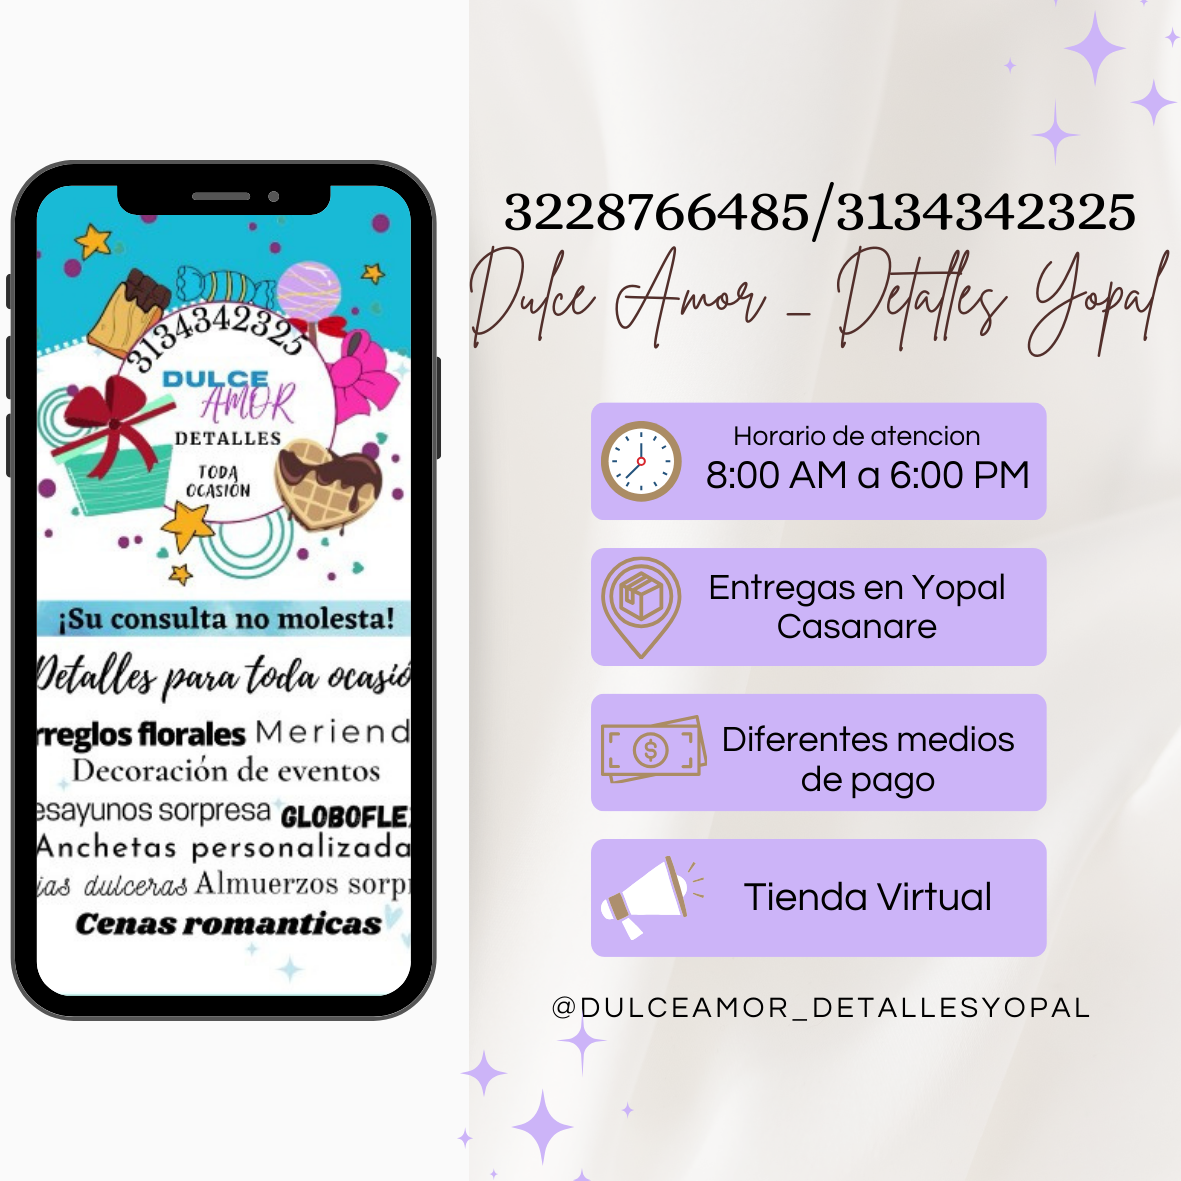 3134342325
DULCE
AMOR
DETALLES
TODA
OCASIÓN
¡Su consulta no molesta!
Detalles para toda ocasió
rreglos florales Meriend
Decoración de eventos
esayunos sorpresa GLOBOFLE
Anchetas personalizada
ias dulceras Almuerzos sorp
Cenas romanticas
3228766485/3134342325
Dulce Amor _ Detalles Yopal
Horario de atencion
8:00 AM a 6:00 PM
Entregas en Yopal
Casanare
Diferentes medios
de pago
Tienda Virtual
@DULCEAMOR_DETALLESYOPAL